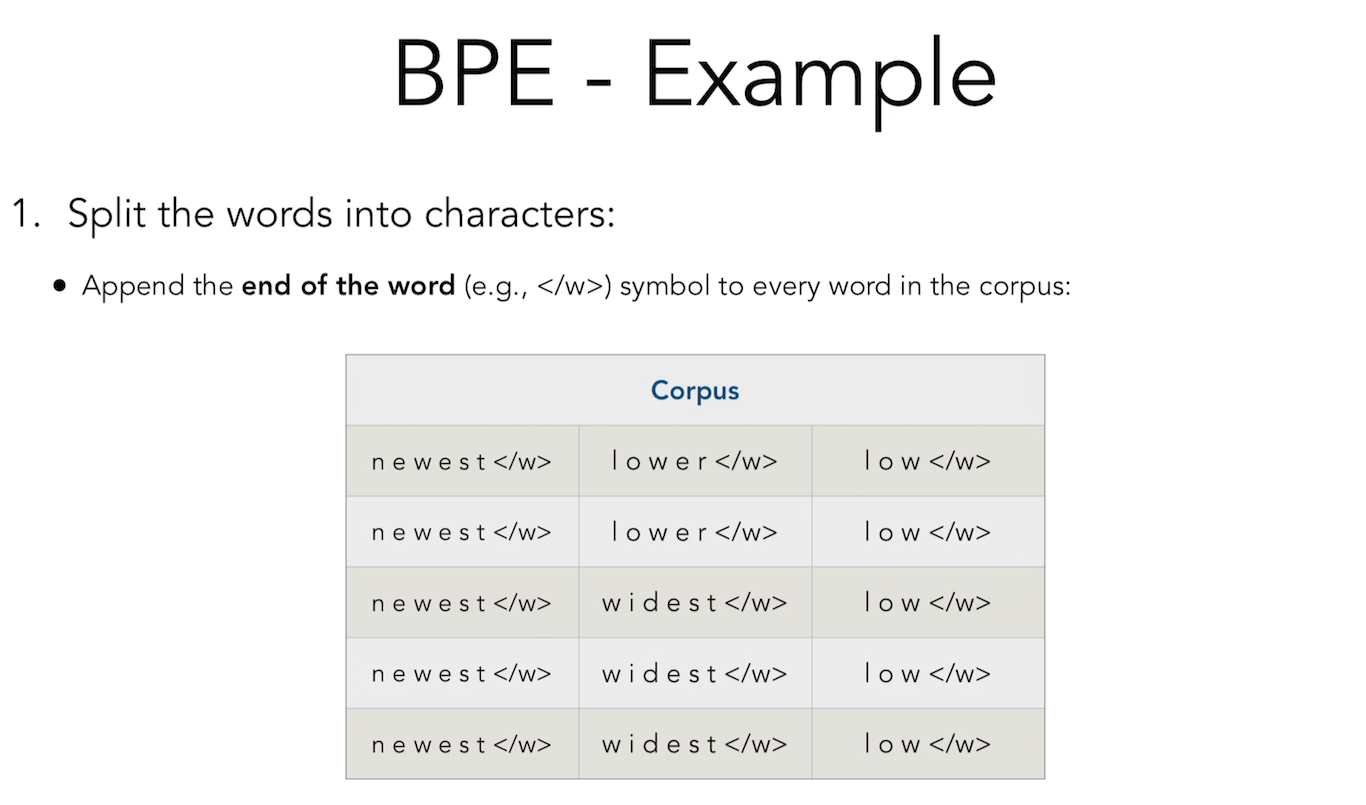 BPE - Example
1. Split the words into characters:
• Append the end of the word (e.g., </w>) symbol to every word in the corpus:
Corpus
n e w e s t </w> l o w e r </w> l o w </w>
n e w e s t </w> l o w e r </w> l o w </w>
n e w e s t </w> w i d e s t </w> l o w </w>
n e w e s t </w> w i d e s t </w> l o w </w>
n e w e s t </w> w i d e s t </w> l o w </w>